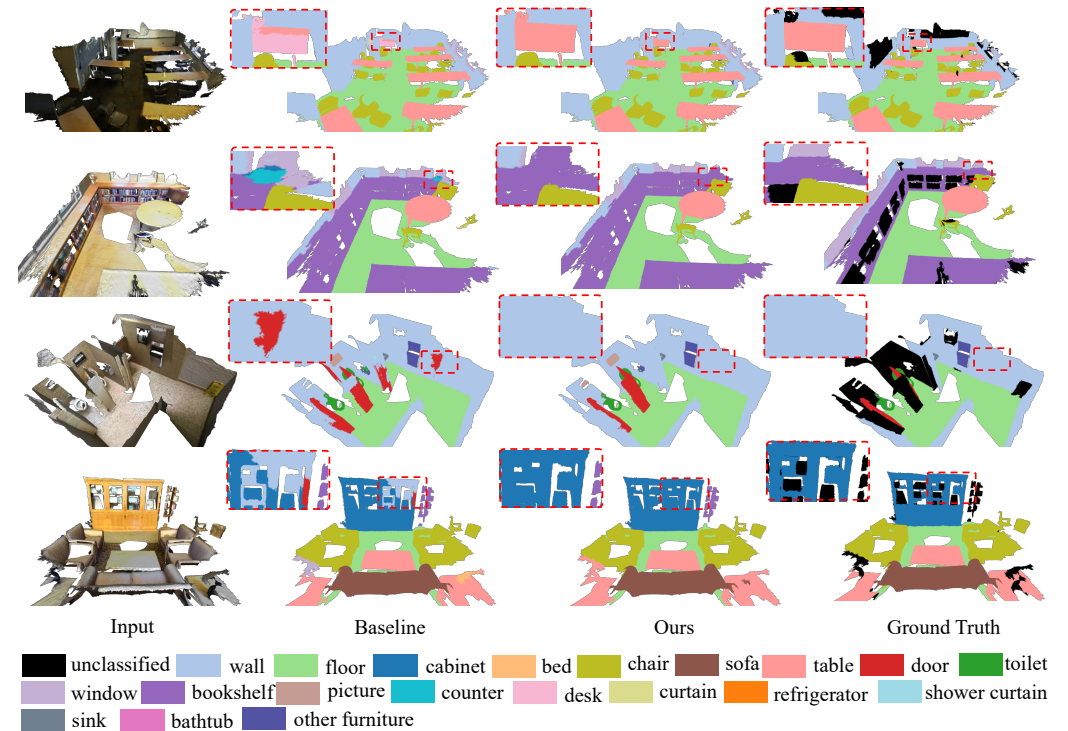 Input Baseline Ours Ground Truth
unclassified wall floor cabinet bed chair sofa table door toilet
window bookshelf picture counter desk curtain refrigerator shower curtain
sink bathtub other furniture